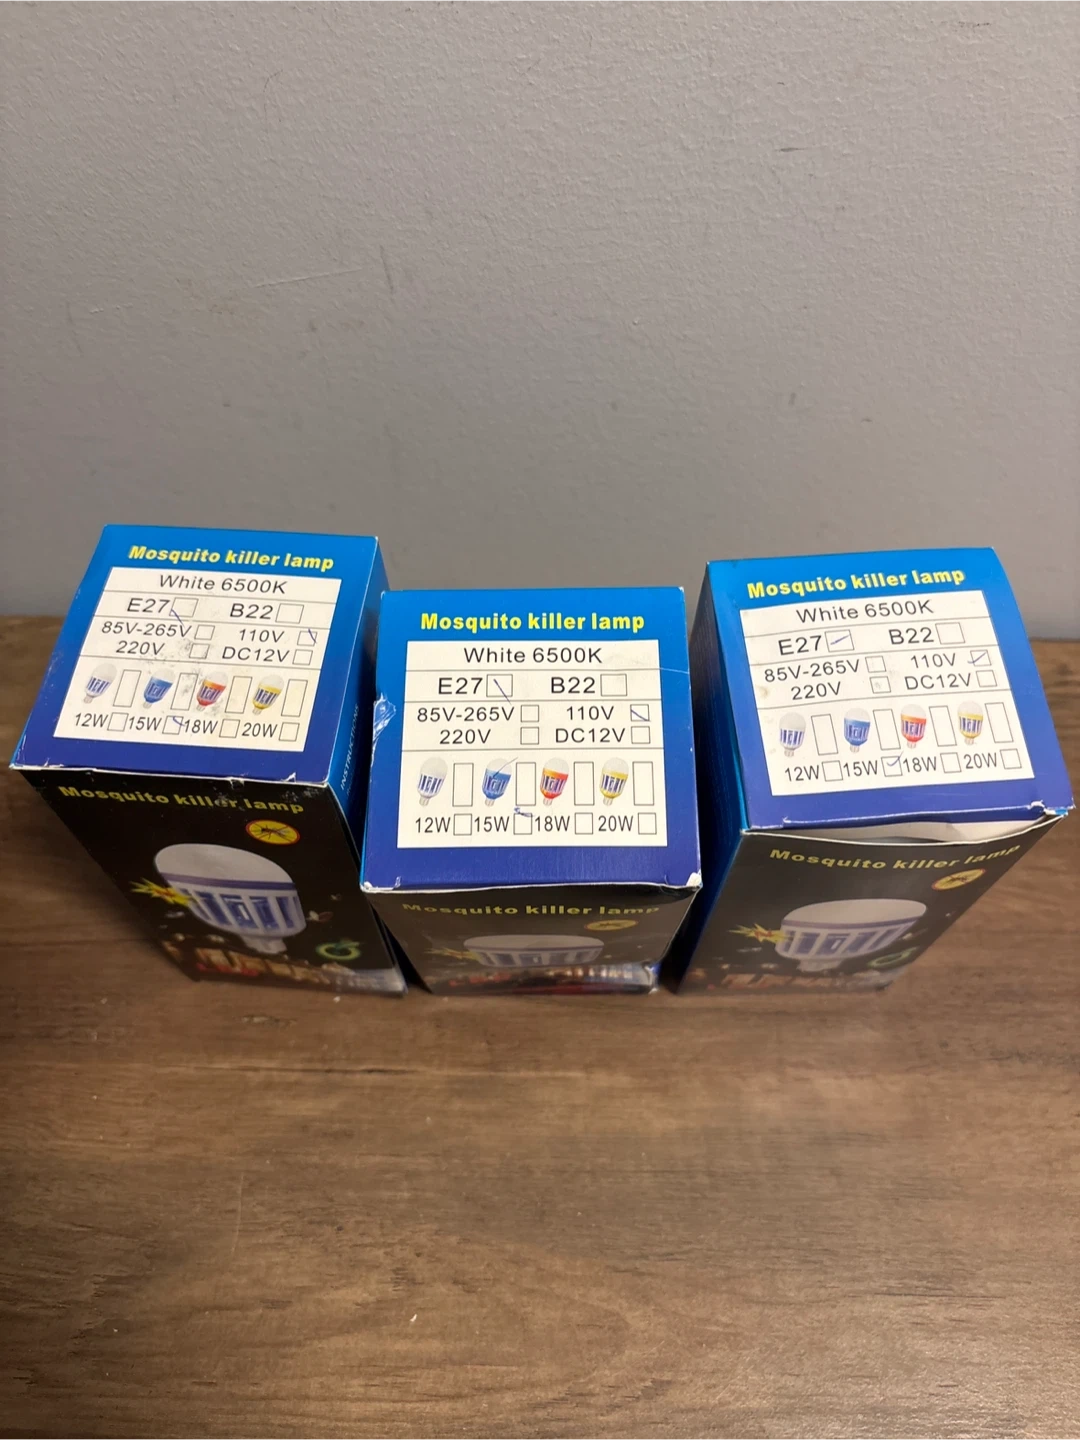 Mosquito killer lamp
White 6500K
E27 B22
85V-265V 110V
220V DC12V
12W 15W 18W 20W
INSTRUCTIONS
Mosquito killer lamp
Mosquito killer lamp
White 6500K
E27 B22
85V-265V 110V
220V DC12V
12W 15W 18W 20W
Mosquito killer lamp
Mosquito killer lamp
White 6500K
E27 B22
85V-265V 110V
220V DC12V
12W 15W 18W 20W
Mosquito killer lamp